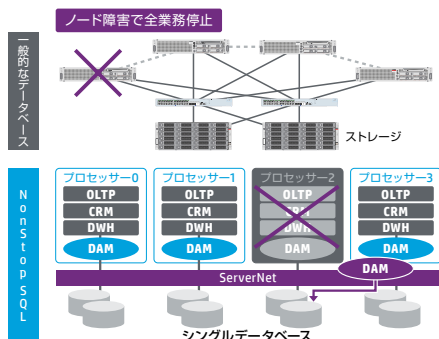 ノード障害で全業務停止
一般的なデータベース
ストレージ
NonStop SQL
プロセッサー0
OLTP
CRM
DWH
DAM
プロセッサー1
OLTP
CRM
DWH
DAM
プロセッサー2
OLTP
CRM
DWH
DAM
プロセッサー3
OLTP
CRM
DWH
DAM
ServerNet
シングルデータベース